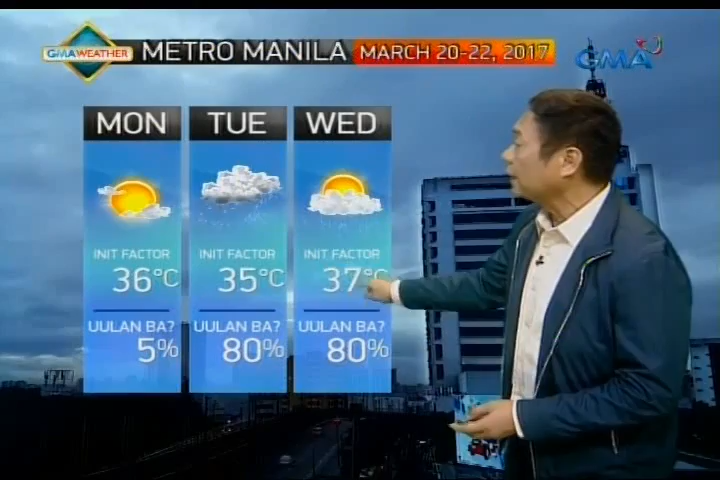 GMA WEATHER METRO MANILA MARCH 20-22, 2017
GMA
MON TUE WED
INIT FACTOR INIT FACTOR INIT FACTOR
36°C 35°C 37°C
UULAN BA? UULAN BA? UULAN BA?
5% 80% 80%